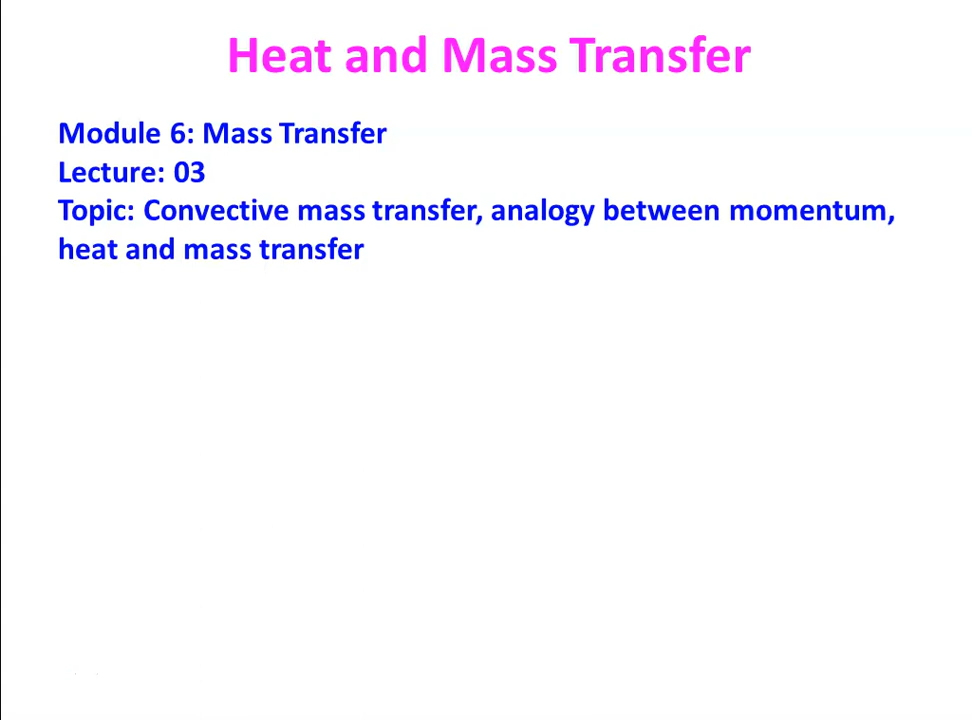 Heat and Mass Transfer
Module 6: Mass Transfer
Lecture: 03
Topic: Convective mass transfer, analogy between momentum,
heat and mass transfer